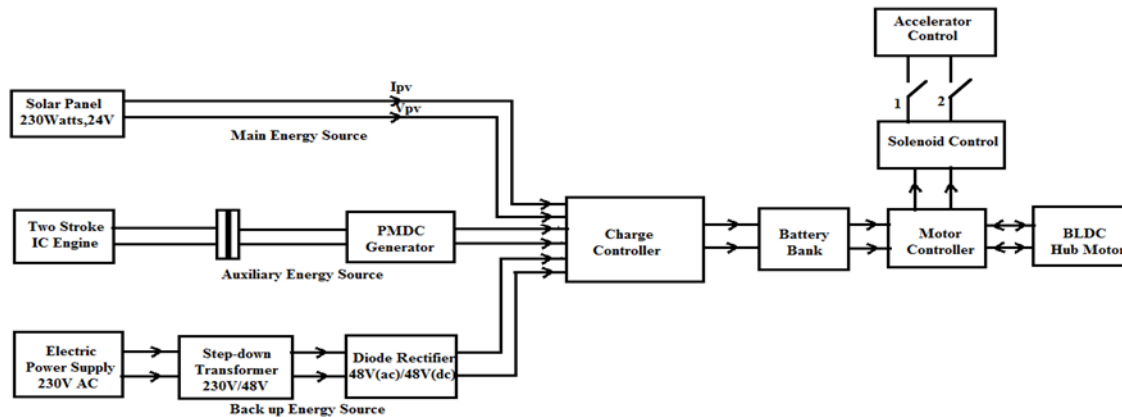 Accelerator
Control
1
2
Solenoid Control
Ipv
Vpv
Solar Panel
230Watts,24V
Main Energy Source
Two Stroke
IC Engine
PMDC
Generator
Auxiliary Energy Source
Charge
Controller
Battery
Bank
Motor
Controller
BLDC
Hub Motor
Electric
Power Supply
230V AC
Step-down
Transformer
230V/48V
Diode Rectifier
48V(ac)/48V(dc)
Back up Energy Source